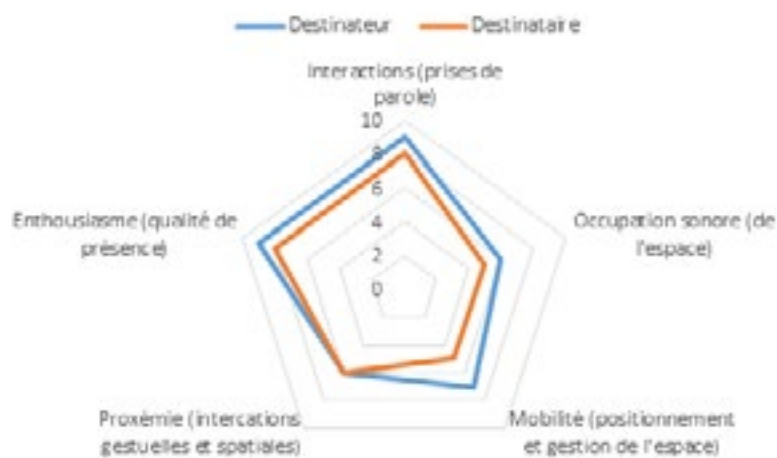 Destinateur Destinataire
Interactions (prises de
parole)
10
8
6
4
2
0
Enthousiasme (qualité de
présence)
Occupation sonore (de
l'espace)
Proxémie (intercations
gestuelles et spatiales)
Mobilité (positionnement
et gestion de l'espace)